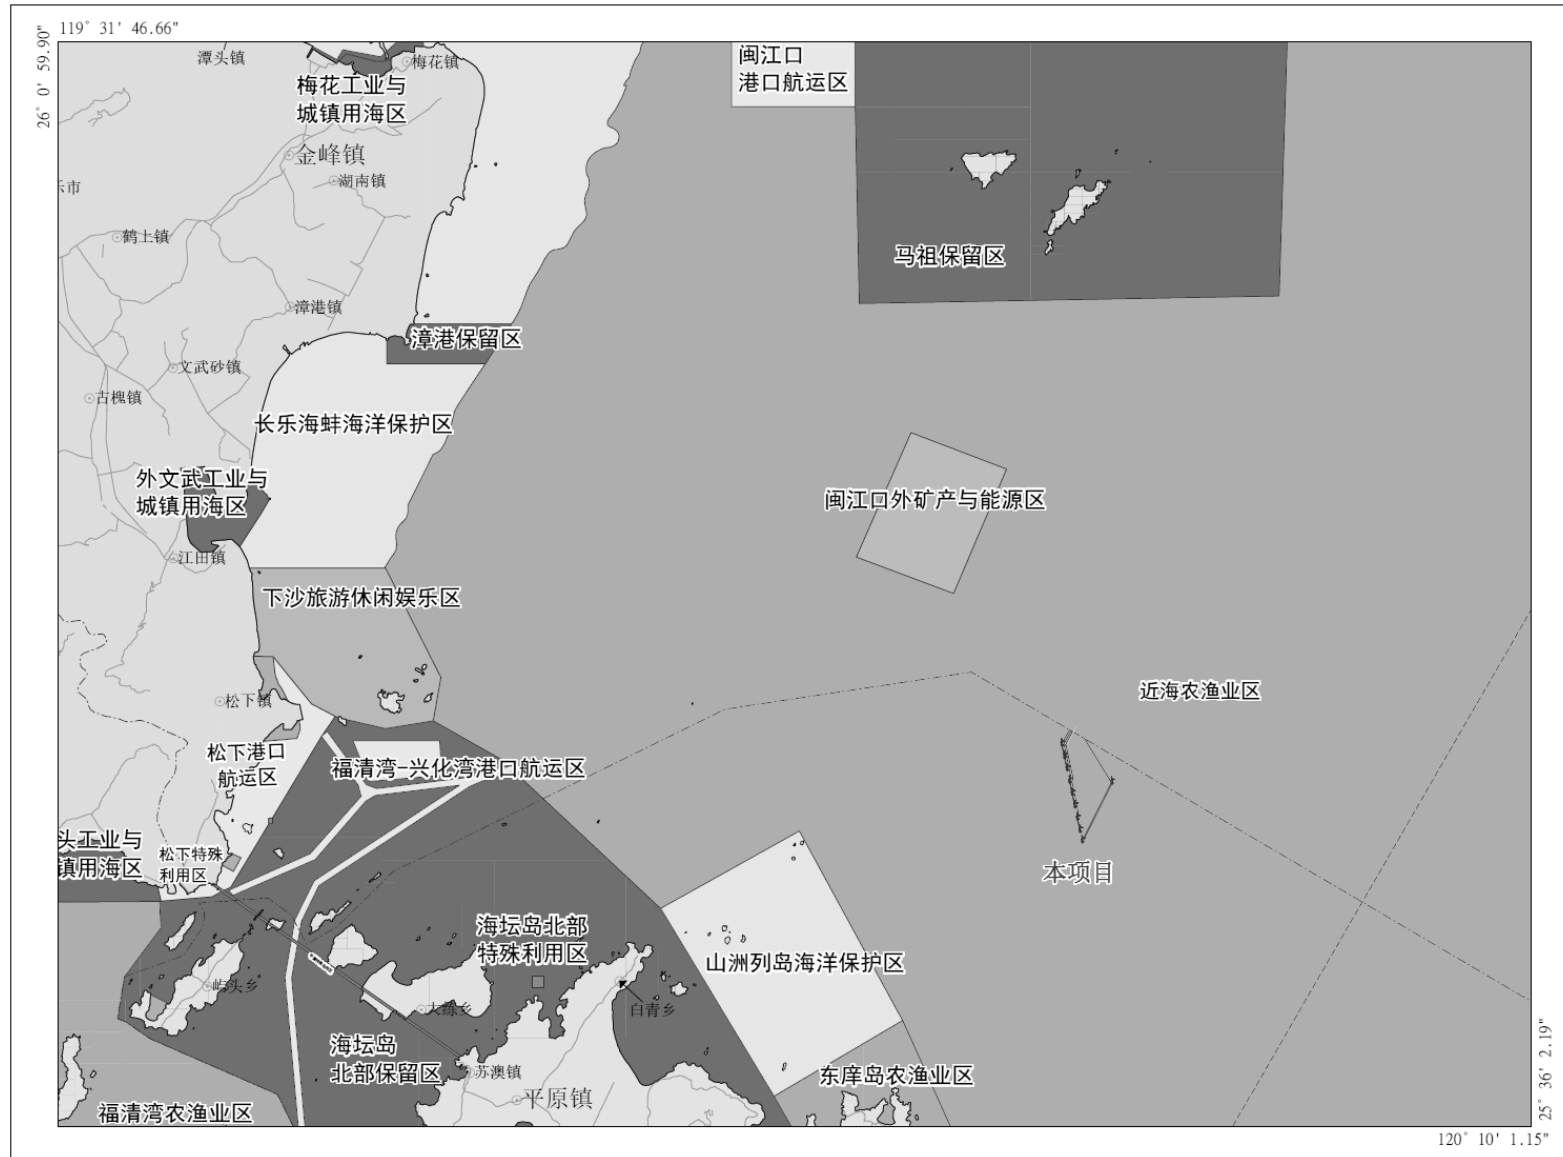 119° 31' 46.66"
26° 0' 59.90"
潭头镇
梅花镇
梅花工业与
城镇用海区
闽江口
港口航运区
金峰镇
湖南镇
乐市
鹤上镇
马祖保留区
漳港镇
漳港保留区
文武砂镇
古槐镇
长乐海蚌海洋保护区
外文武工业与
城镇用海区
闽江口外矿产与能源区
江田镇
下沙旅游休闲娱乐区
近海农渔业区
松下镇
松下港口
航运区
福清湾-兴化湾港口航运区
头工业与
镇用海区
松下特殊
利用区
本项目
海坛岛北部
特殊利用区
山洲列岛海洋保护区
屿头乡
大练乡
白青乡
海坛岛
北部保留区
苏澳镇
东庠岛农渔业区
平原镇
福清湾农渔业区
25° 36' 2.19"
120° 10' 1.15"